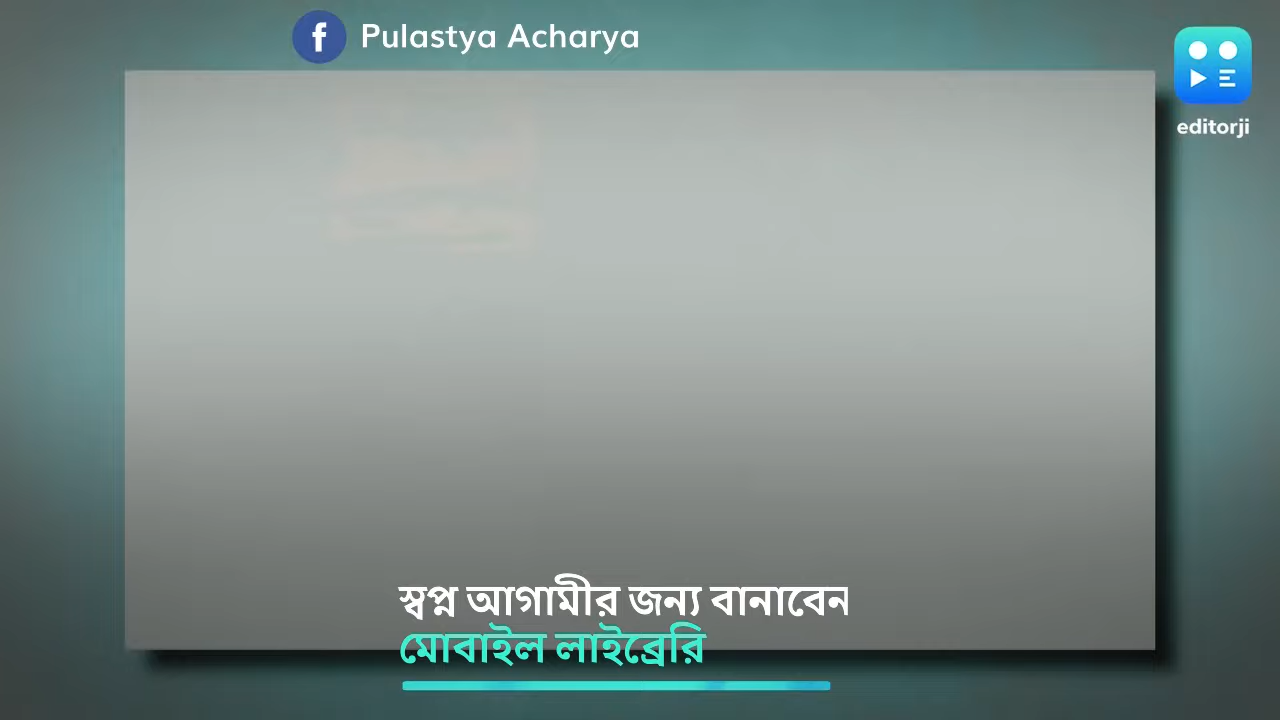 Pulastya Acharya
editorji
স্বপ্ন আগামীর জন্য বানাবেন
মোবাইল লাইব্রেরি